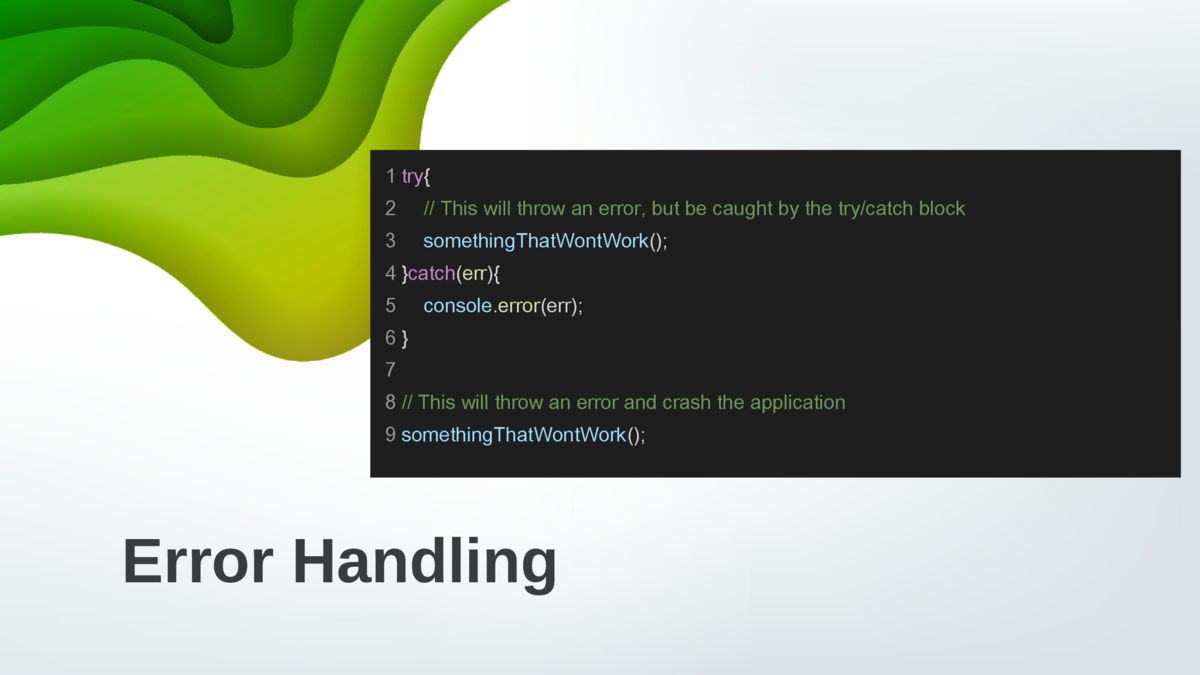 1 try{
2 // This will throw an error, but be caught by the try/catch block
3 somethingThatWontWork();
4 }catch(err){
5 console.error(err);
6 }
7
8 // This will throw an error and crash the application
9 somethingThatWontWork();
Error Handling